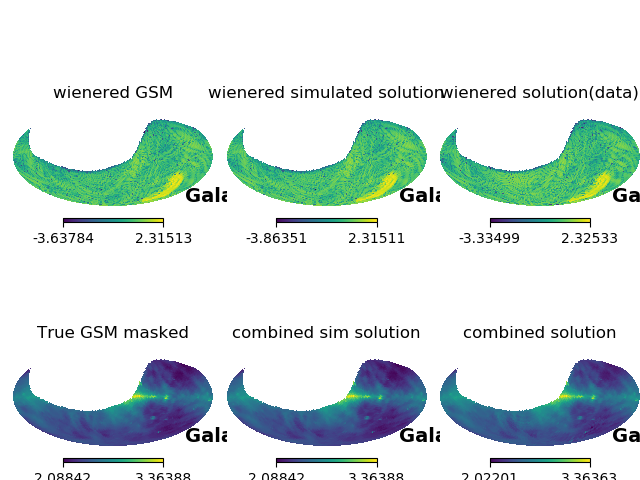 wienered GSM
wienered simulated solution
wienered solution(data)
Gala
Gala
Ga
-3.63784 2.31513
-3.86351 2.31511
-3.33499 2.32533
True GSM masked
combined sim solution
combined solution
Gala
Gala
Ga
2.08842 3.36388
2.08842 3.36388
2.02201 3.36363